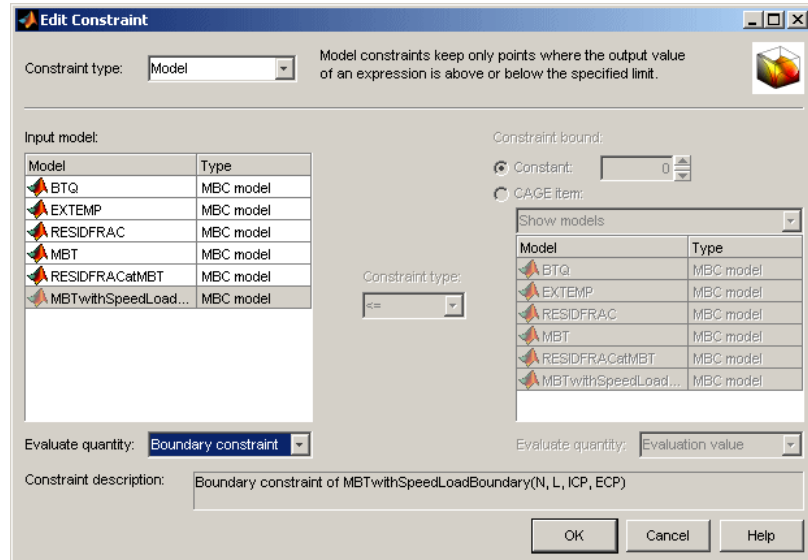 Edit Constraint
Constraint type: Model
Model constraints keep only points where the output value
of an expression is above or below the specified limit.
Input model:
Model Type
BTQ MBC model
EXTEMP MBC model
RESIDFRAC MBC model
MBT MBC model
RESIDFRACatMBT MBC model
MBTwithSpeedLoad... MBC model
Evaluate quantity: Boundary constraint
Constraint type:
<=
Constraint bound:
Constant: 0
CAGE item:
Show models
Model Type
BTQ MBC model
EXTEMP MBC model
RESIDFRAC MBC model
MBT MBC model
RESIDFRACatMBT MBC model
MBTwithSpeedLoad... MBC model
Evaluate quantity: Evaluation value
Constraint description: Boundary constraint of MBTwithSpeedLoadBoundary(N, L, ICP, ECP)
OK Cancel Help